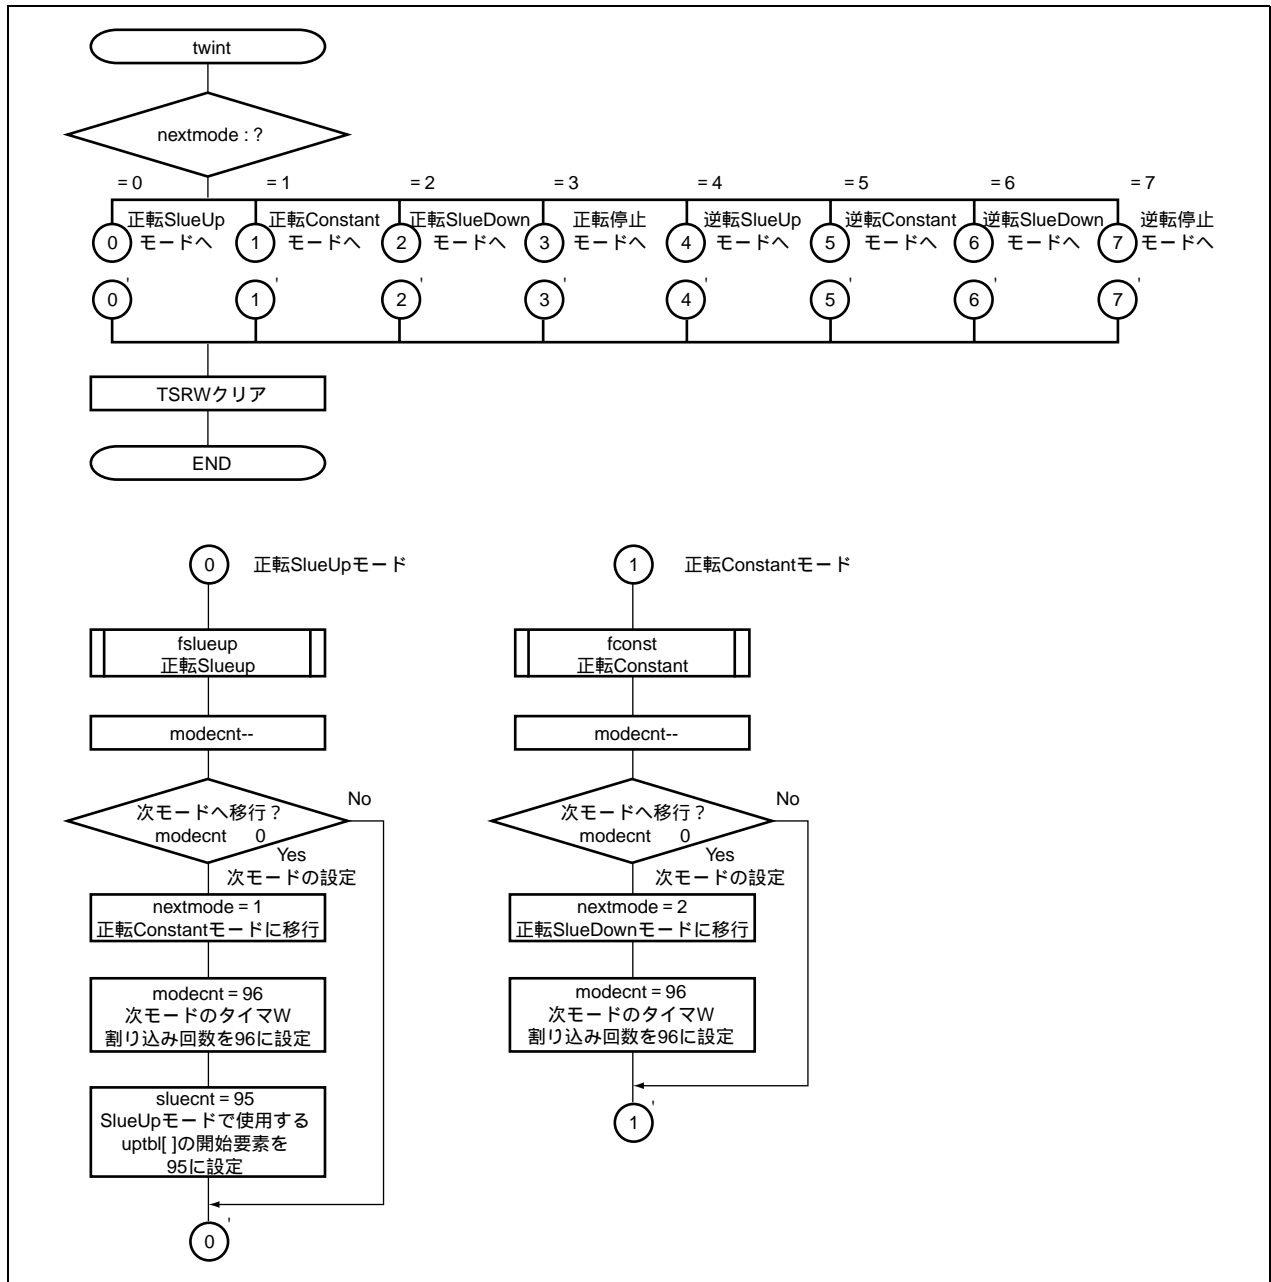 twint
nextmode : ?
= 0
= 1
= 2
= 3
= 4
= 5
= 6
= 7
正転SlueUp
モードへ
正転Constant
モードへ
正転SlueDown
モードへ
正転停止
モードへ
逆転SlueUp
モードへ
逆転Constant
モードへ
逆転SlueDown
モードへ
逆転停止
モードへ
0
1
2
3
4
5
6
7
0'
1'
2'
3'
4'
5'
6'
7'
TSRWクリア
END
0
正転SlueUpモード
fslueup
正転Slueup
modecnt--
次モードへ移行？
modecnt 0
No
Yes
次モードの設定
nextmode = 1
正転Constantモードに移行
modecnt = 96
次モードのタイマW
割り込み回数を96に設定
sluecnt = 95
SlueUpモードで使用する
uptbl[ ]の開始要素を
95に設定
0'
1
正転Constantモード
fconst
正転Constant
modecnt--
次モードへ移行？
modecnt 0
No
Yes
次モードの設定
nextmode = 2
正転SlueDownモードに移行
modecnt = 96
次モードのタイマW
割り込み回数を96に設定
1'